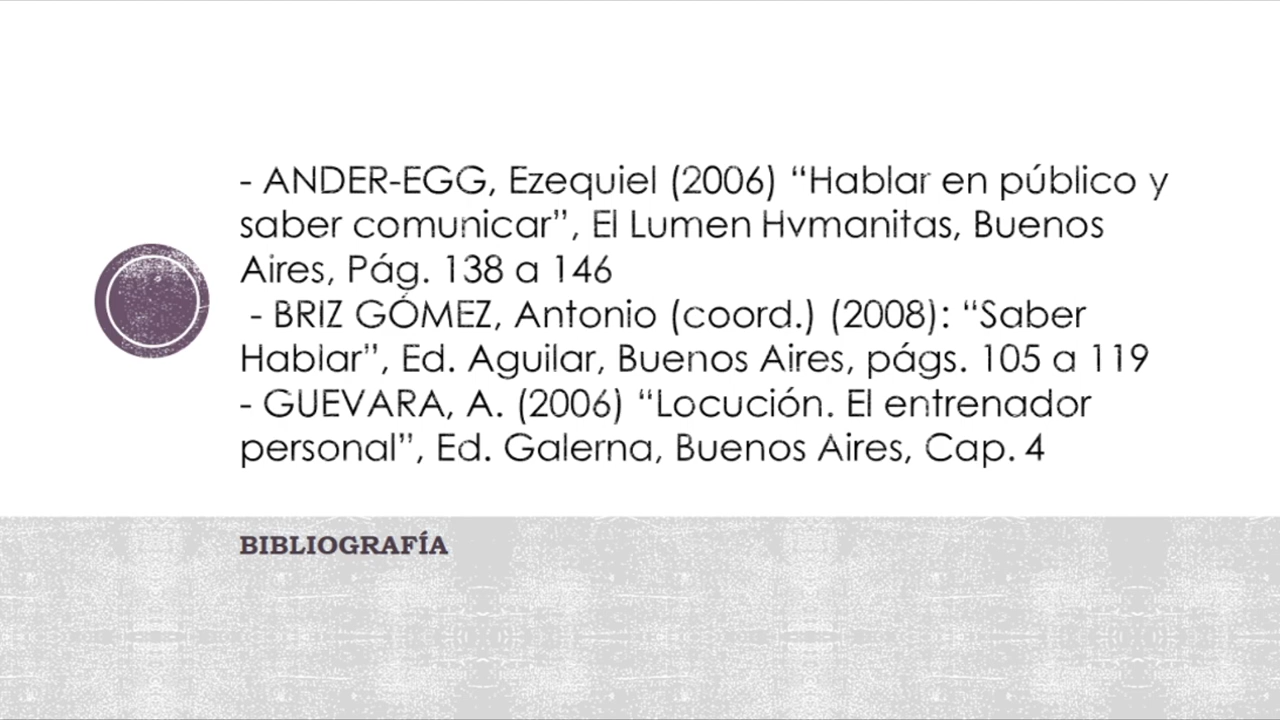 - ANDER-EGG, Ezequiel (2006) “Hablar en público y
saber comunicar”, El Lumen Hvmanitas, Buenos
Aires, Pág. 138 a 146
- BRIZ GÓMEZ, Antonio (coord.) (2008): “Saber
Hablar”, Ed. Aguilar, Buenos Aires, págs. 105 a 119
- GUEVARA, A. (2006) “Locución. El entrenador
personal”, Ed. Galerna, Buenos Aires, Cap. 4
BIBLIOGRAFÍA